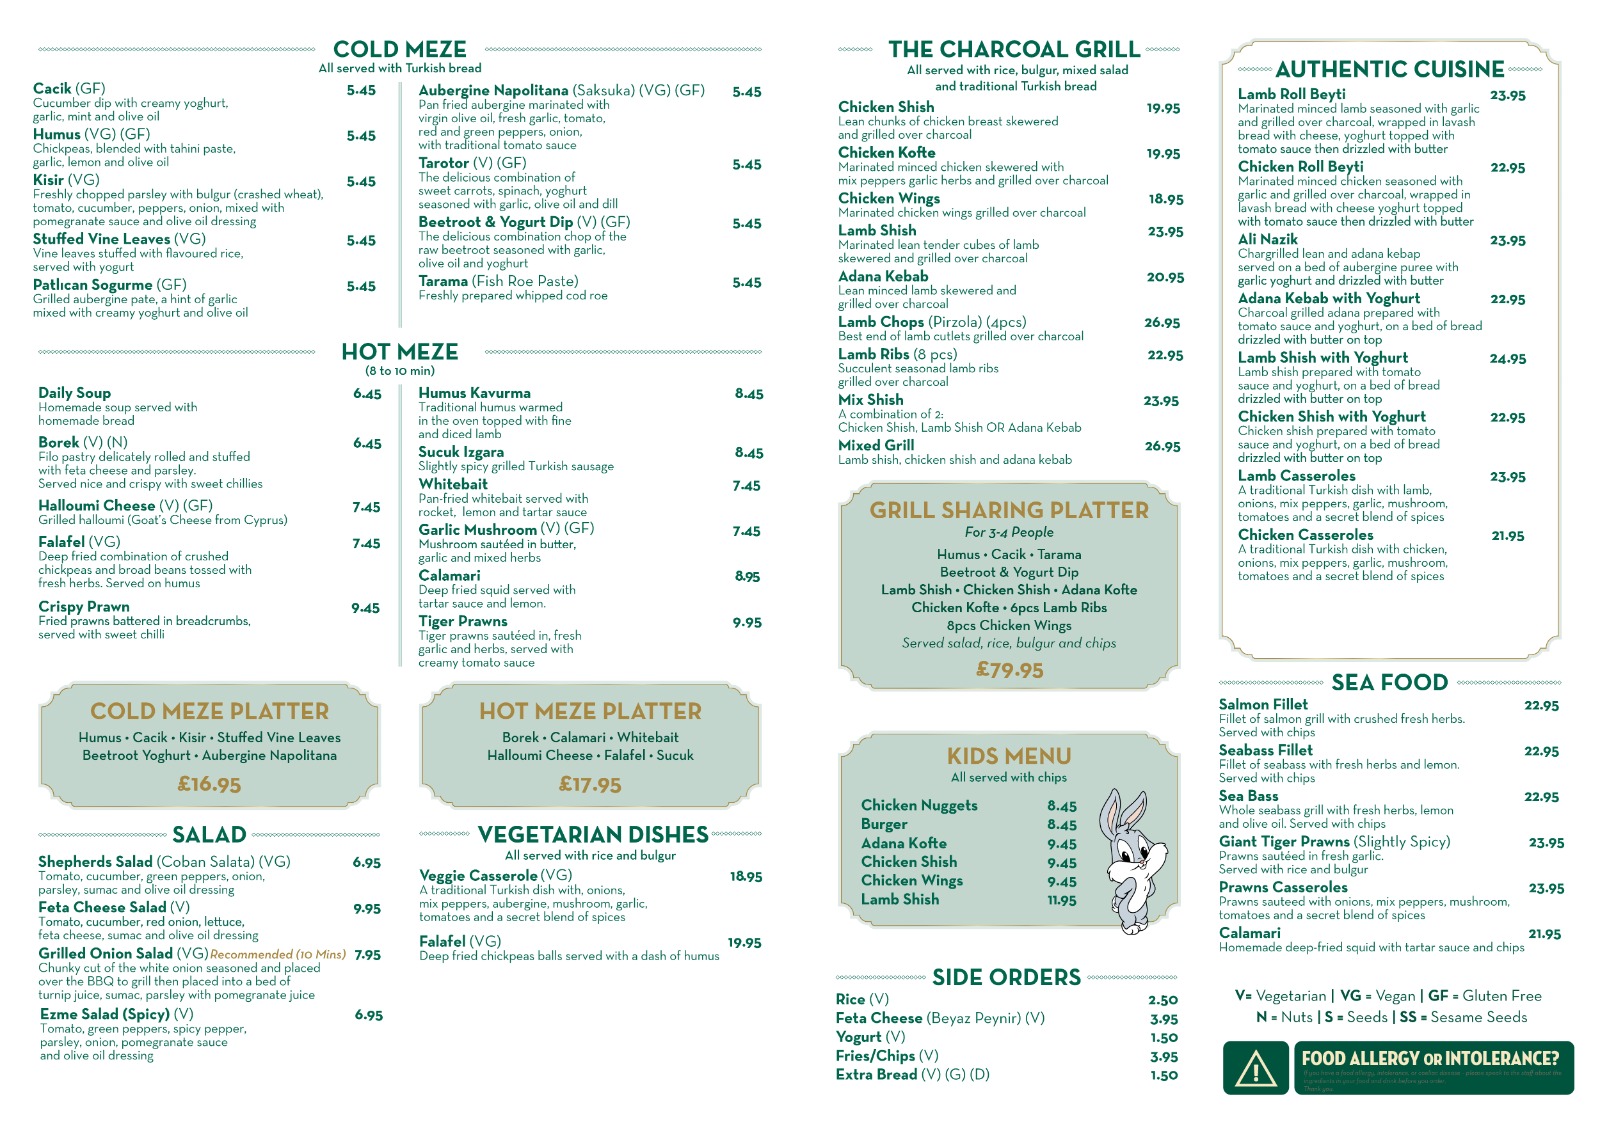 COLD MEZE
All served with Turkish bread
Cacik (GF) 5.45
Cucumber dip with creamy yoghurt,
garlic, mint and olive oil
Humus (VG) (GF) 5.45
Chickpeas, blended with tahini paste,
garlic, lemon and olive oil
Kisir (VG) 5.45
Freshly chopped parsley with bulgur (crashed wheat),
tomato, cucumber, peppers, onion, mixed with
pomegranate sauce and olive oil dressing
Stuffed Vine Leaves (VG) 5.45
Vine leaves stuffed with flavoured rice,
served with yogurt
Patlıcan Sogurme (GF) 5.45
Grilled aubergine pate, a hint of garlic
mixed with creamy yoghurt and olive oil
Aubergine Napolitana (Saksuka) (VG) (GF) 5.45
Pan fried aubergine marinated with
virgin olive oil, fresh garlic, tomato,
red and green peppers, onion,
with traditional tomato sauce
Tarotor (V) (GF) 5.45
The delicious combination of
sweet carrots, spinach, yoghurt
seasoned with garlic, olive oil and dill
Beetroot & Yogurt Dip (V) (GF) 5.45
The delicious combination chop of the
raw beetroot seasoned with garlic,
olive oil and yoghurt
Tarama (Fish Roe Paste) 5.45
Freshly prepared whipped cod roe
HOT MEZE
(8 to 10 min)
Daily Soup 6.45
Homemade soup served with
homemade bread
Borek (V) (N) 6.45
Filo pastry delicately rolled and stuffed
with feta cheese and parsley.
Served nice and crispy with sweet chillies
Halloumi Cheese (V) (GF) 7.45
Grilled halloumi (Goat's Cheese from Cyprus)
Falafel (VG) 7.45
Deep fried combination of crushed
chickpeas and broad beans tossed with
fresh herbs. Served on humus
Crispy Prawn 9.45
Fried prawns battered in breadcrumbs,
served with sweet chilli
Humus Kavurma 8.45
Traditional humus warmed
in the oven topped with fine
and diced lamb
Sucuk Izgara 8.45
Slightly spicy grilled Turkish sausage
Whitebait 7.45
Pan-fried whitebait served with
rocket, lemon and tartar sauce
Garlic Mushroom (V) (GF) 7.45
Mushroom sautéed in butter,
garlic and mixed herbs
Calamari 8.95
Deep fried squid served with
tartar sauce and lemon.
Tiger Prawns 9.95
Tiger prawns sautéed in, fresh
garlic and herbs, served with
creamy tomato sauce
COLD MEZE PLATTER
Humus • Cacik • Kisir • Stuffed Vine Leaves
Beetroot Yoghurt • Aubergine Napolitana
£16.95
HOT MEZE PLATTER
Borek • Calamari • Whitebait
Halloumi Cheese • Falafel • Sucuk
£17.95
SALAD
Shepherds Salad (Coban Salata) (VG) 6.95
Tomato, cucumber, green peppers, onion,
parsley, sumac and olive oil dressing
Feta Cheese Salad (V) 9.95
Tomato, cucumber, red onion, lettuce,
feta cheese, sumac and olive oil dressing
Grilled Onion Salad (VG) Recommended (10 Mins) 7.95
Chunky cut of the white onion seasoned and placed
over the BBQ to grill then placed into a bed of
turnip juice, sumac, parsley with pomegranate juice
Ezme Salad (Spicy) (V) 6.95
Tomato, green peppers, spicy pepper,
parsley, onion, pomegranate sauce
and olive oil dressing
VEGETARIAN DISHES
All served with rice and bulgur
Veggie Casserole (VG) 18.95
A traditional Turkish dish with, onions,
mix peppers, aubergine, mushroom, garlic,
tomatoes and a secret blend of spices
Falafel (VG) 19.95
Deep fried chickpeas balls served with a dash of humus
THE CHARCOAL GRILL
All served with rice, bulgur, mixed salad
and traditional Turkish bread
Chicken Shish 19.95
Lean chunks of chicken breast skewered
and grilled over charcoal
Chicken Kofte 19.95
Marinated minced chicken skewered with
mix peppers garlic herbs and grilled over charcoal
Chicken Wings 18.95
Marinated chicken wings grilled over charcoal
Lamb Shish 23.95
Marinated lean tender cubes of lamb
skewered and grilled over charcoal
Adana Kebab 20.95
Lean minced lamb skewered and
grilled over charcoal
Lamb Chops (Pirzola) (4pcs) 26.95
Best end of lamb cutlets grilled over charcoal
Lamb Ribs (8 pcs) 22.95
Succulent seasonad lamb ribs
grilled over charcoal
Mix Shish 23.95
A combination of 2:
Chicken Shish, Lamb Shish OR Adana Kebab
Mixed Grill 26.95
Lamb shish, chicken shish and adana kebab
GRILL SHARING PLATTER
For 3-4 People
Humus • Cacik • Tarama
Beetroot & Yogurt Dip
Lamb Shish • Chicken Shish • Adana Kofte
Chicken Kofte • 6pcs Lamb Ribs
8pcs Chicken Wings
Served salad, rice, bulgur and chips
£79.95
KIDS MENU
All served with chips
Chicken Nuggets 8.45
Burger 8.45
Adana Kofte 9.45
Chicken Shish 9.45
Chicken Wings 9.45
Lamb Shish 11.95
SIDE ORDERS
Rice (V) 2.50
Feta Cheese (Beyaz Peynir) (V) 3.95
Yogurt (V) 1.50
Fries/Chips (V) 3.95
Extra Bread (V) (G) (D) 1.50
AUTHENTIC CUISINE
Lamb Roll Beyti 23.95
Marinated minced lamb seasoned with garlic
and grilled over charcoal, wrapped in lavash
bread with cheese, yoghurt topped with
tomato sauce then drizzled with butter
Chicken Roll Beyti 22.95
Marinated minced chicken seasoned with
garlic and grilled over charcoal, wrapped in
lavash bread with cheese yoghurt topped
with tomato sauce then drizzled with butter
Ali Nazik 23.95
Chargrilled lean and adana kebap
served on a bed of aubergine puree with
garlic yoghurt and drizzled with butter
Adana Kebab with Yoghurt 22.95
Charcoal grilled adana prepared with
tomato sauce and yoghurt, on a bed of bread
drizzled with butter on top
Lamb Shish with Yoghurt 24.95
Lamb shish prepared with tomato
sauce and yoghurt, on a bed of bread
drizzled with butter on top
Chicken Shish with Yoghurt 22.95
Chicken shish prepared with tomato
sauce and yoghurt, on a bed of bread
drizzled with butter on top
Lamb Casseroles 23.95
A traditional Turkish dish with lamb,
onions, mix peppers, garlic, mushroom,
tomatoes and a secret blend of spices
Chicken Casseroles 21.95
A traditional Turkish dish with chicken,
onions, mix peppers, garlic, mushroom,
tomatoes and a secret blend of spices
SEA FOOD
Salmon Fillet 22.95
Fillet of salmon grill with crushed fresh herbs.
Served with chips
Seabass Fillet 22.95
Fillet of seabass with fresh herbs and lemon.
Served with chips
Sea Bass 22.95
Whole seabass grill with fresh herbs, lemon
and olive oil. Served with chips
Giant Tiger Prawns (Slightly Spicy) 23.95
Prawns sautéed in fresh garlic.
Served with rice and bulgur
Prawns Casseroles 23.95
Prawns sauteed with onions, mix peppers, mushroom,
tomatoes and a secret blend of spices
Calamari 21.95
Homemade deep-fried squid with tartar sauce and chips
V= Vegetarian | VG = Vegan | GF = Gluten Free
N = Nuts | S = Seeds | SS = Sesame Seeds
FOOD ALLERGY OR INTOLERANCE?
If you have a food allergy, intolerance, or coeliac disease - please speak to the staff about the
ingredients in your food and drink before you order.
Thank you.